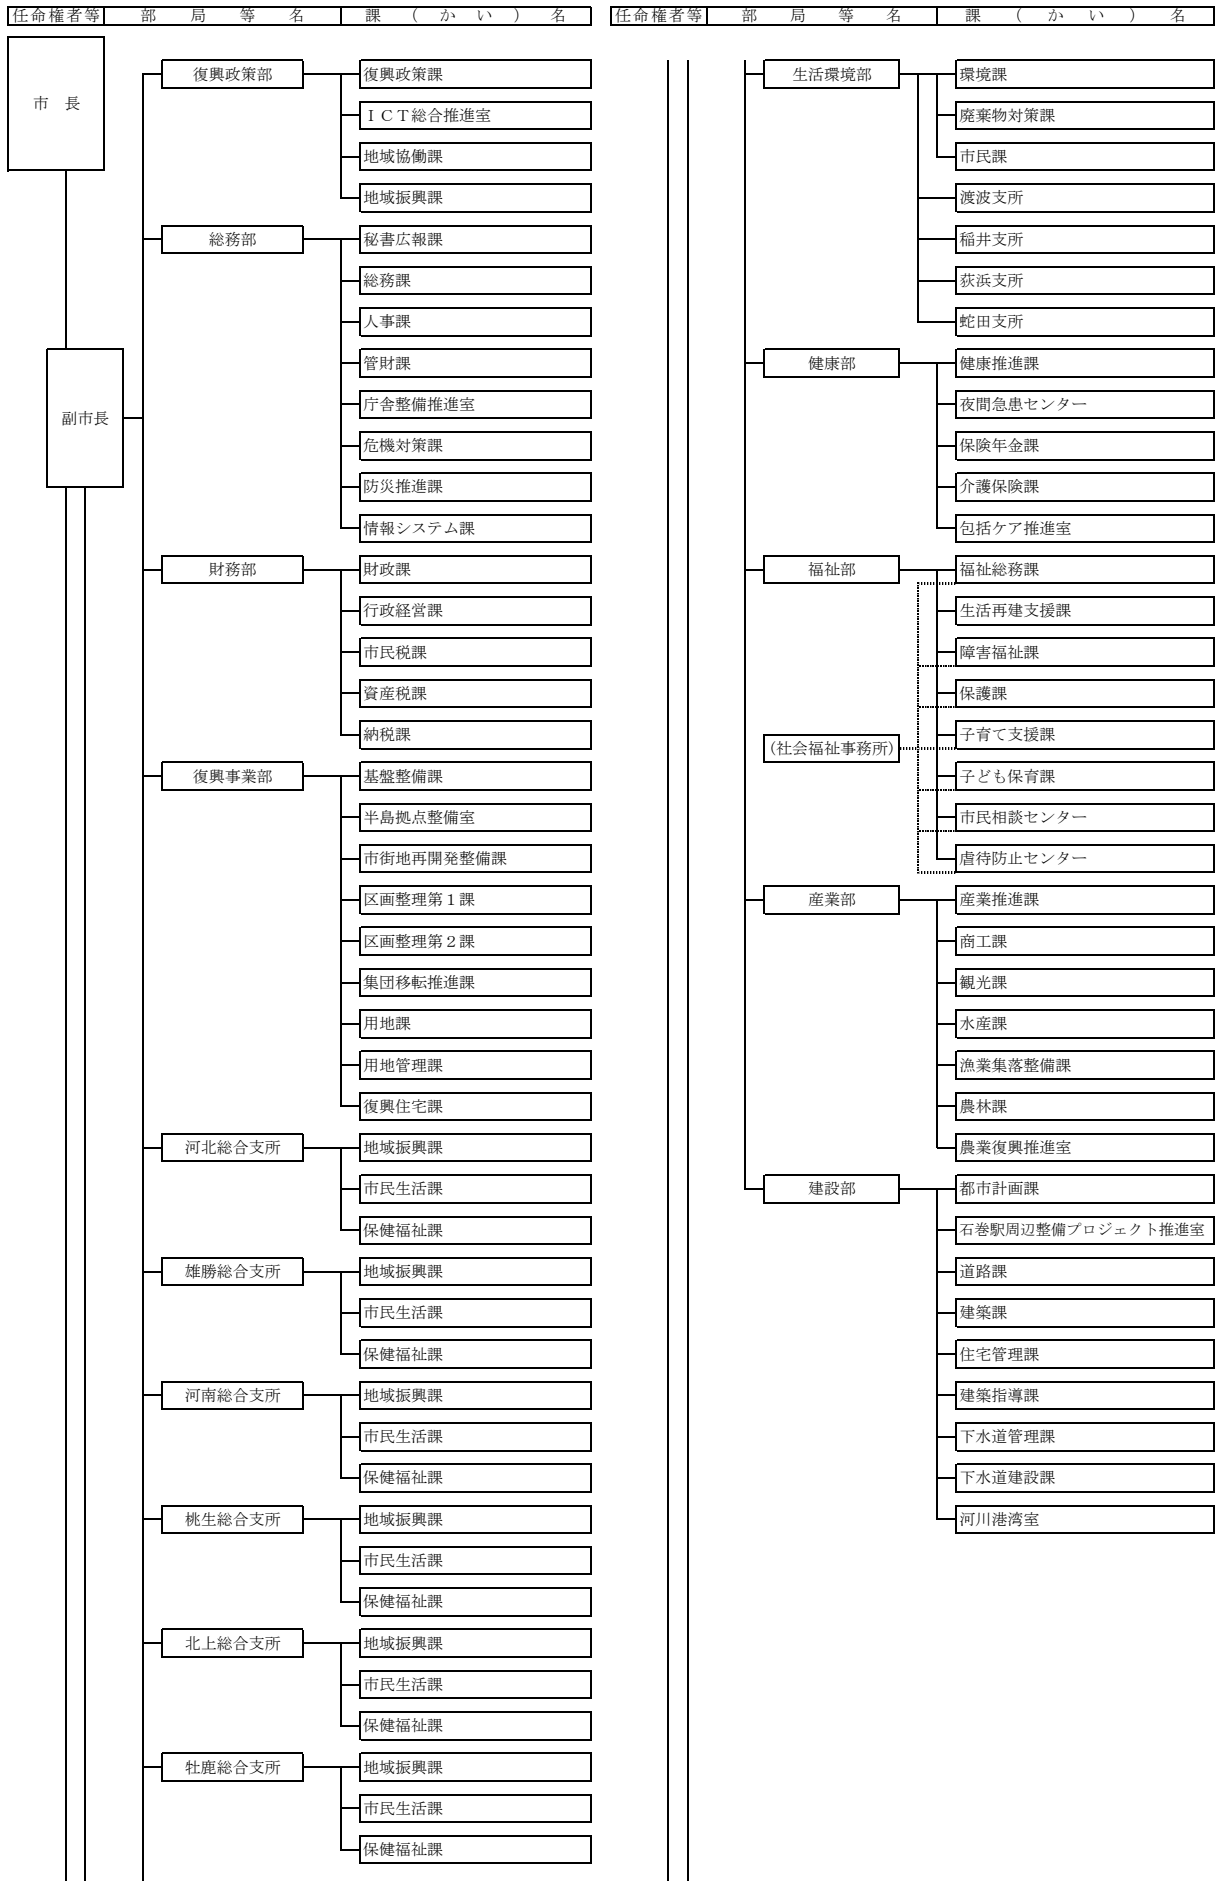 任命権者等 部局等名 課（かい）名
市長
副市長
復興政策部
復興政策課
ＩＣＴ総合推進室
地域協働課
地域振興課
総務部
秘書広報課
総務課
人事課
管財課
庁舎整備推進室
危機対策課
防災推進課
情報システム課
財務部
財政課
行政経営課
市民税課
資産税課
納税課
復興事業部
基盤整備課
半島拠点整備室
市街地再開発整備課
区画整理第１課
区画整理第２課
集団移転推進課
用地課
用地管理課
復興住宅課
河北総合支所
地域振興課
市民生活課
保健福祉課
雄勝総合支所
地域振興課
市民生活課
保健福祉課
河南総合支所
地域振興課
市民生活課
保健福祉課
桃生総合支所
地域振興課
市民生活課
保健福祉課
北上総合支所
地域振興課
市民生活課
保健福祉課
牡鹿総合支所
地域振興課
市民生活課
保健福祉課
任命権者等 部局等名 課（かい）名
生活環境部
環境課
廃棄物対策課
市民課
渡波支所
稲井支所
荻浜支所
蛇田支所
健康部
健康推進課
夜間急患センター
保険年金課
介護保険課
包括ケア推進室
福祉部
福祉総務課
生活再建支援課
障害福祉課
保護課
子育て支援課
(社会福祉事務所)
子ども保育課
市民相談センター
虐待防止センター
産業部
産業推進課
商工課
観光課
水産課
漁業集落整備課
農林課
農業復興推進室
建設部
都市計画課
石巻駅周辺整備プロジェクト推進室
道路課
建築課
住宅管理課
建築指導課
下水道管理課
下水道建設課
河川港湾室